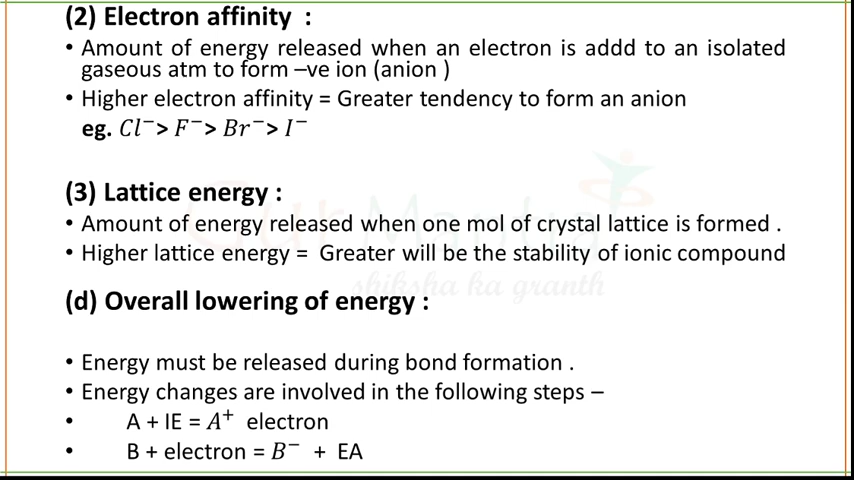 (2) Electron affinity :
• Amount of energy released when an electron is addd to an isolated
gaseous atm to form –ve ion (anion )
• Higher electron affinity = Greater tendency to form an anion
eg. Cl⁻> F⁻> Br⁻> I⁻
(3) Lattice energy :
• Amount of energy released when one mol of crystal lattice is formed .
• Higher lattice energy = Greater will be the stability of ionic compound
shiksha ka granth
(d) Overall lowering of energy :
• Energy must be released during bond formation .
• Energy changes are involved in the following steps –
• A + IE = A⁺ electron
• B + electron = B⁻ + EA